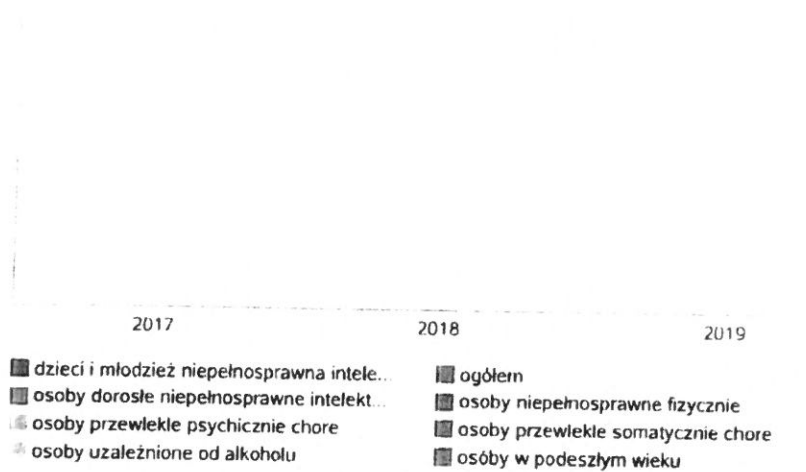 2017 2018 2019
dzieci i młodzież niepełnosprawna intele...
osoby dorosłe niepełnosprawne intelekt...
osoby przewlekle psychicznie chore
osoby uzależnione od alkoholu
ogółem
osoby niepełnosprawne fizycznie
osoby przewlekle somatycznie chore
osóby w podeszłym wieku